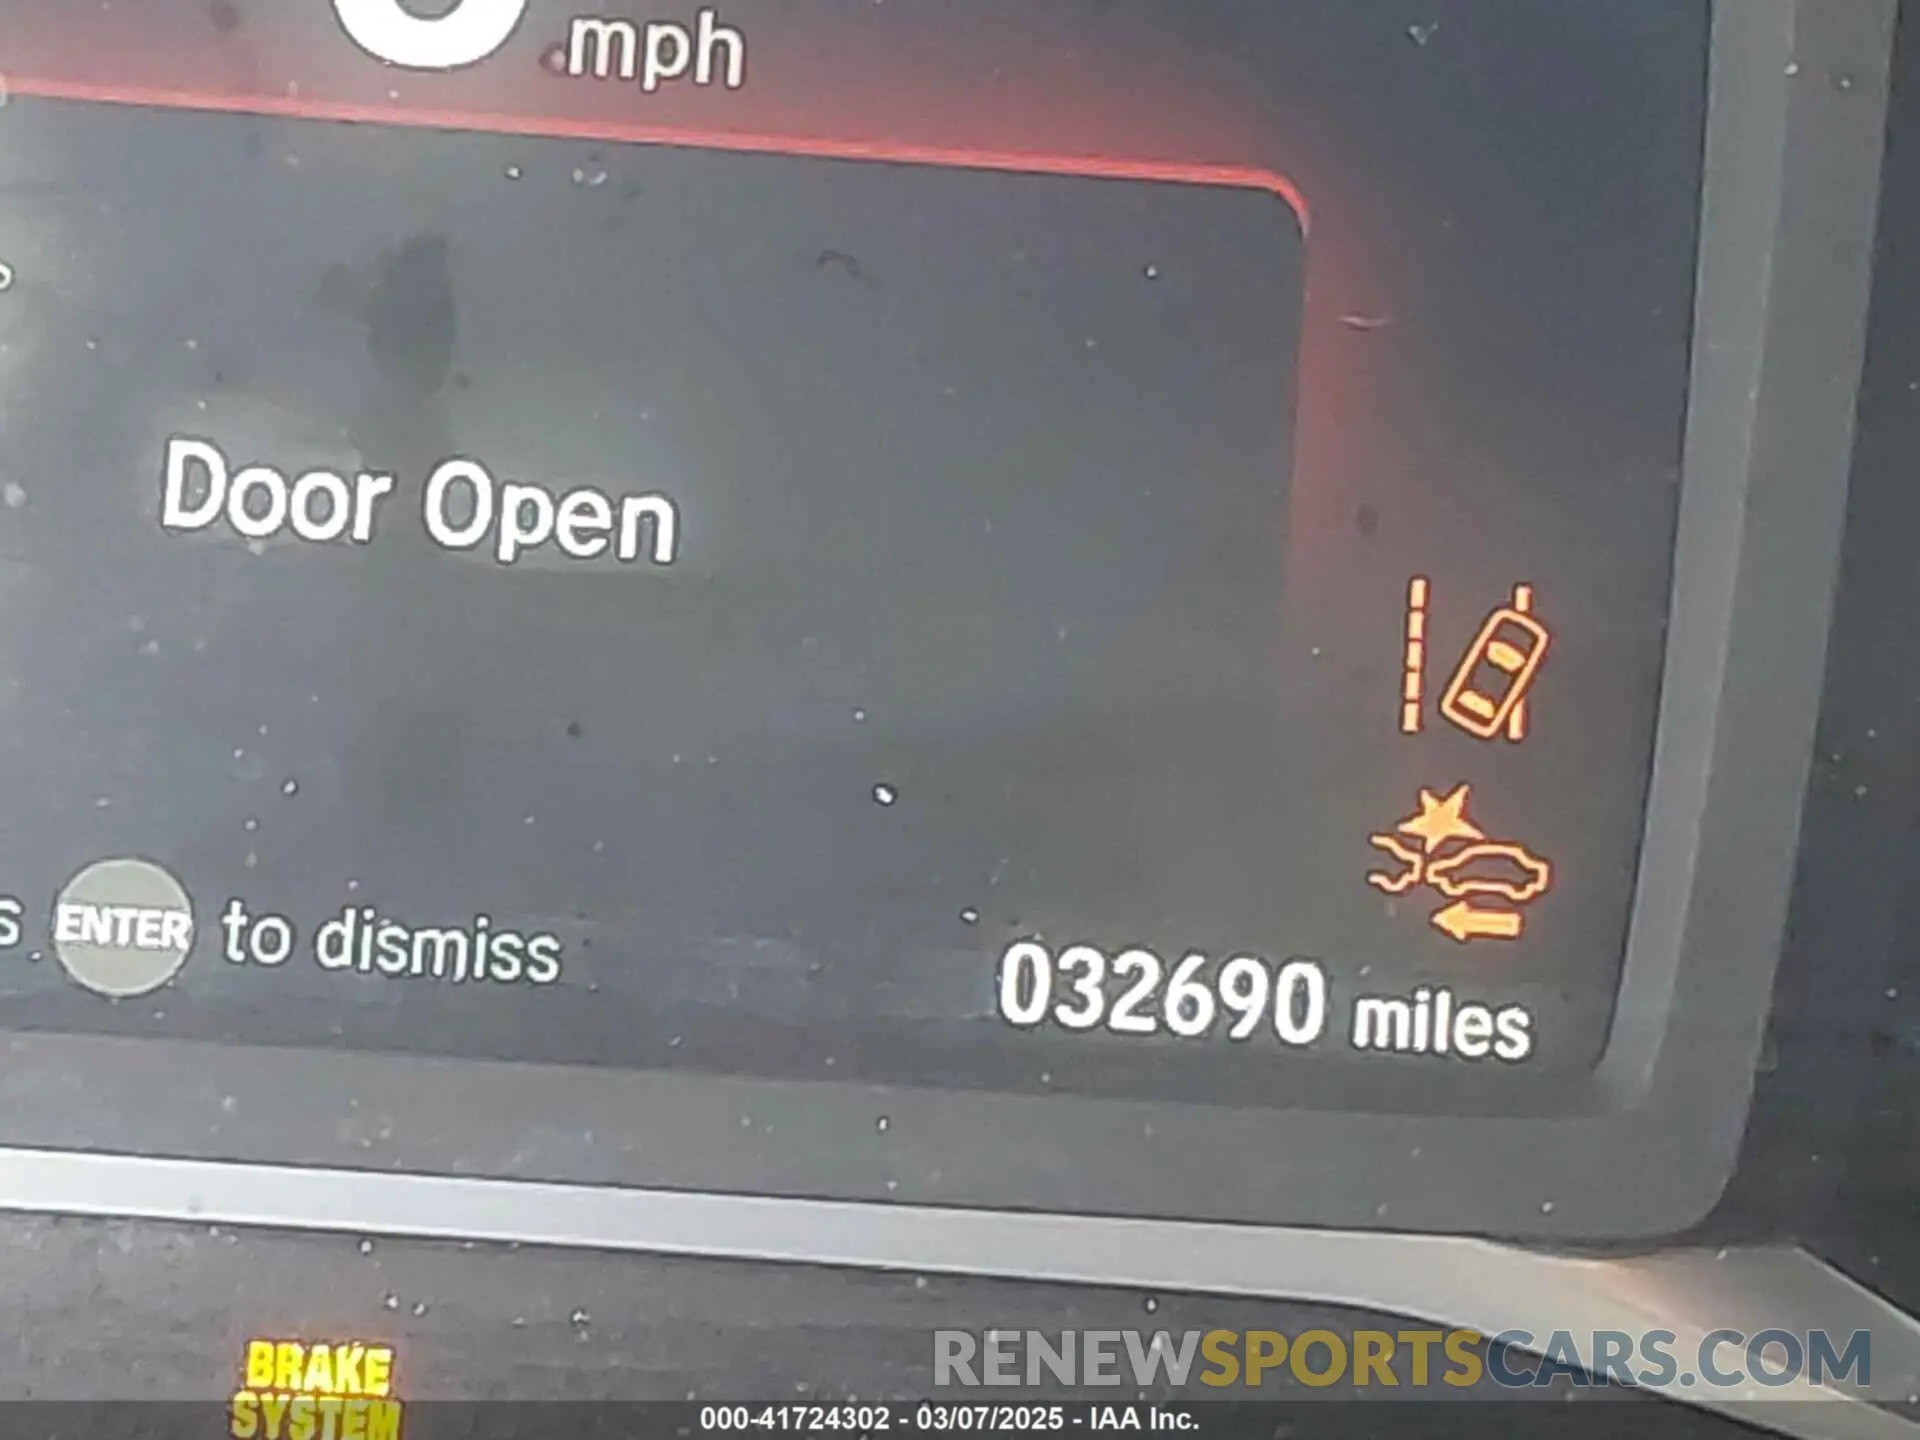 mph
Door Open
ENTER to dismiss
032690 miles
BRAKE
SYSTEM
RENEWSPORTSCARS.COM
000-41724302 - 03/07/2025 - IAA Inc.